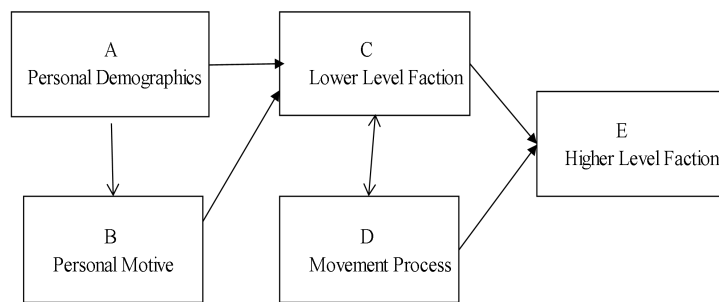 A
Personal Demographics
C
Lower Level Faction
E
Higher Level Faction
B
Personal Motive
D
Movement Process